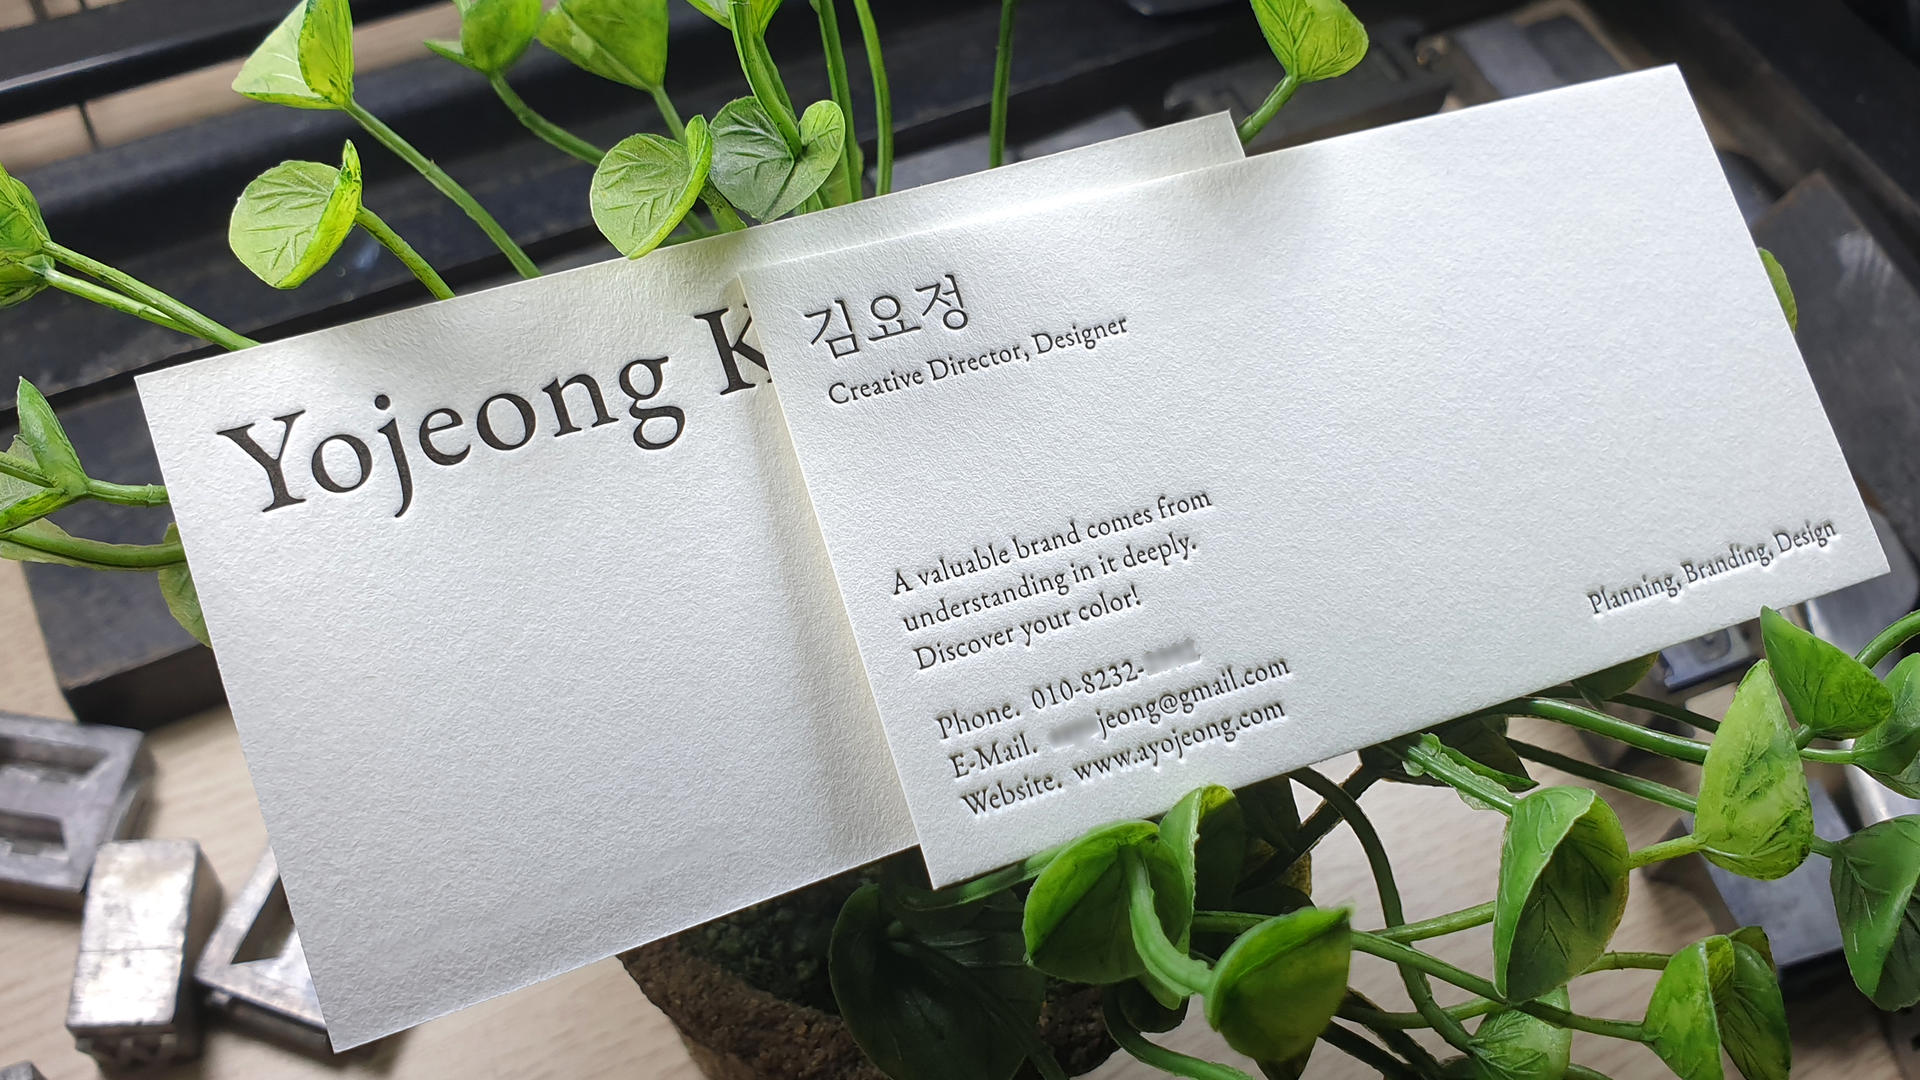 Yojeong K
김요정
Creative Director, Designer
A valuable brand comes from
understanding in it deeply.
Discover your color!
Phone. 010-8232-
E-Mail. jeong@gmail.com
Website. www.ayojeong.com
Planning, Branding, Design